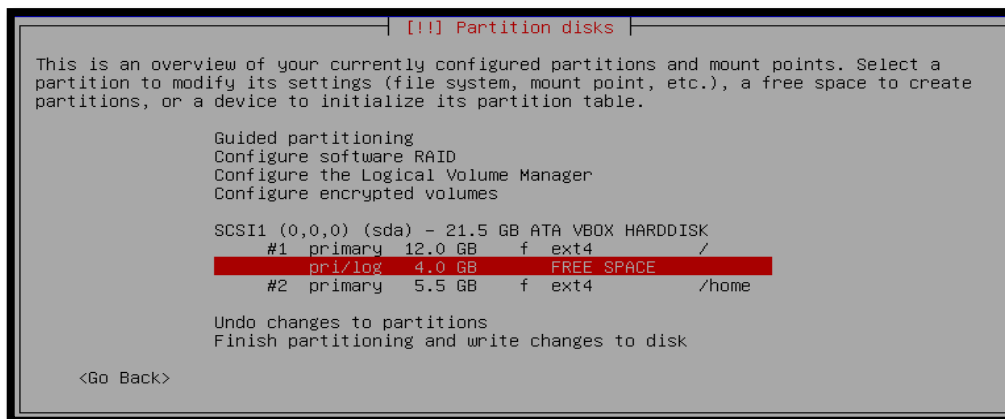 [!!] Partition disks
This is an overview of your currently configured partitions and mount points. Select a
partition to modify its settings (file system, mount point, etc.), a free space to create
partitions, or a device to initialize its partition table.
Guided partitioning
Configure software RAID
Configure the Logical Volume Manager
Configure encrypted volumes
SCSI1 (0,0,0) (sda) - 21.5 GB ATA VBOX HARDDISK
#1 primary 12.0 GB f ext4 /
pri/log 4.0 GB FREE SPACE
#2 primary 5.5 GB f ext4 /home
Undo changes to partitions
Finish partitioning and write changes to disk
<Go Back>